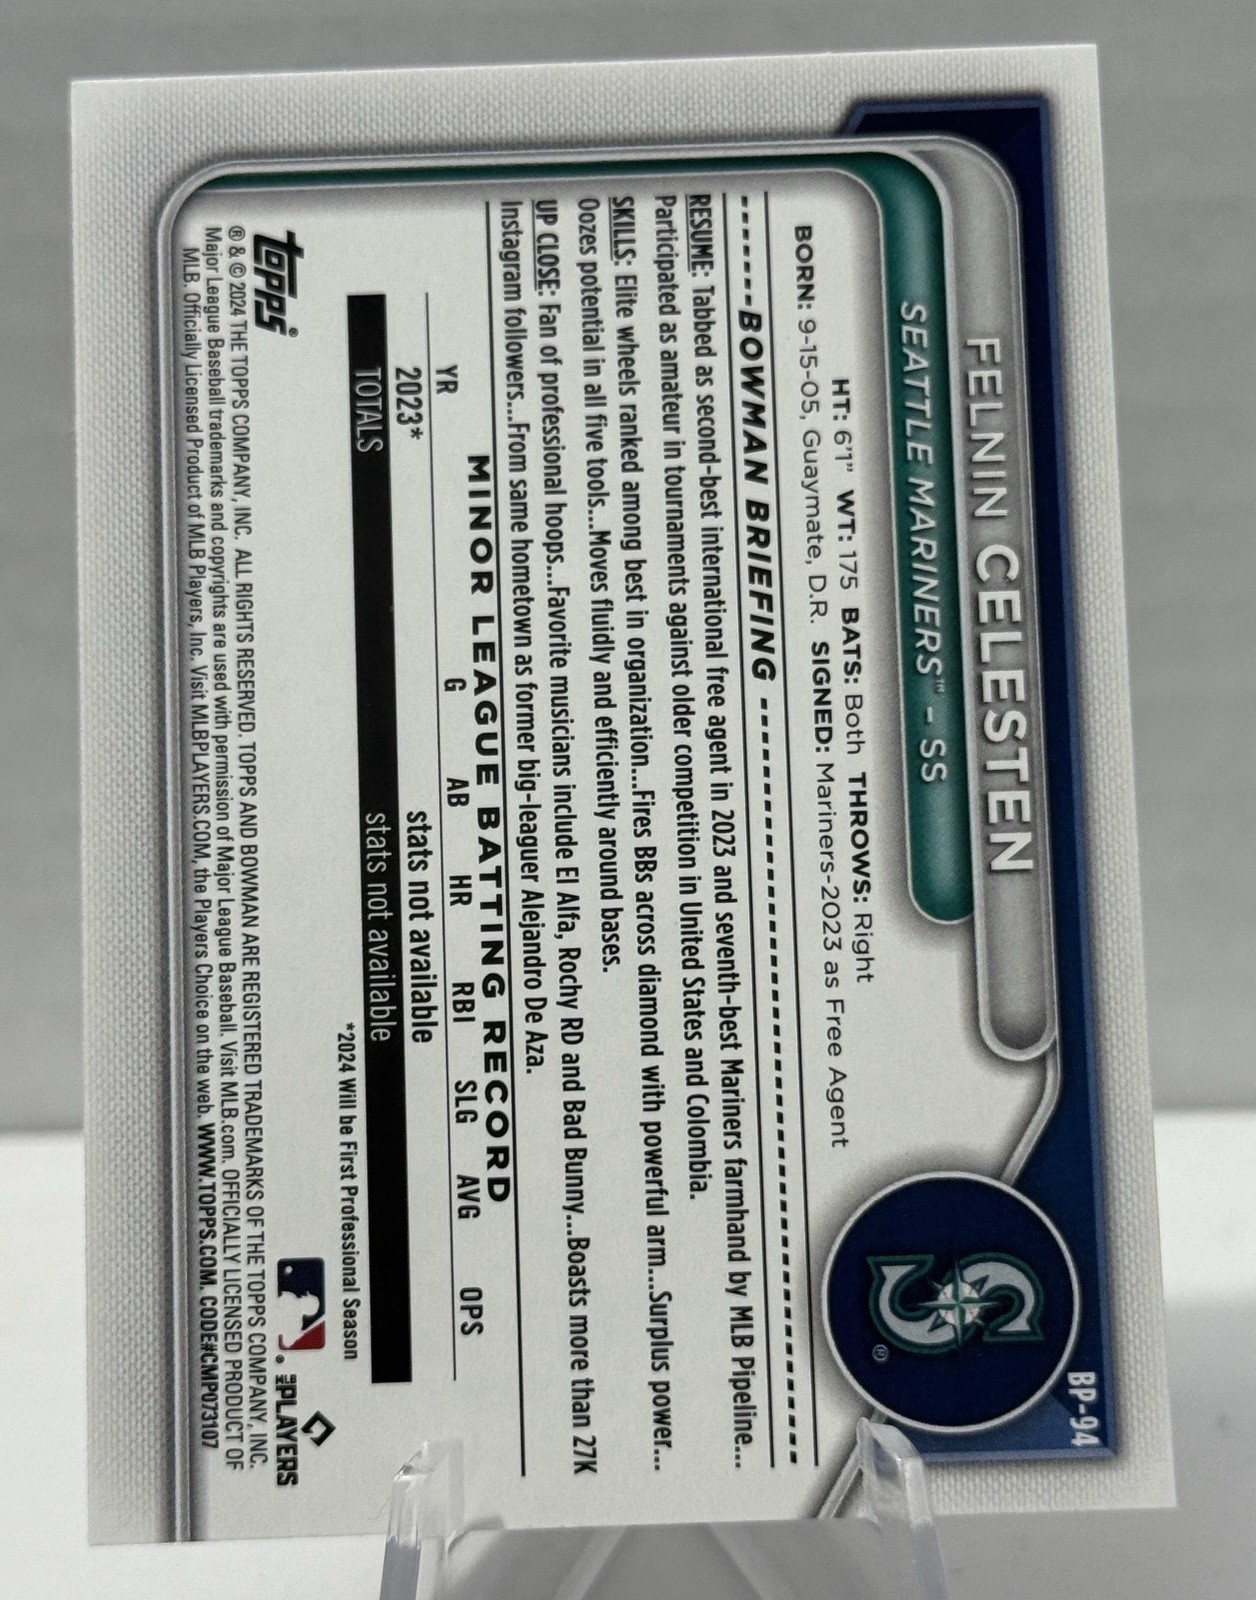 BP-94
FELNIN CELESTEN
SEATTLE MARINERS™ - SS
S®
HT: 6'1" WT: 175 BATS: Both THROWS: Right
BORN: 9-15-05, Guaymate, D.R. SIGNED: Mariners-2023 as Free Agent
BOWMAN BRIEFING
RESUME: Tabbed as second-best international free agent in 2023 and seventh-best Mariners farmhand by MLB Pipeline...
Participated as amateur in tournaments against older competition in United States and Colombia.
SKILLS: Elite wheels ranked among best in organization...Fires BBs across diamond with powerful arm...Surplus power...
Oozes potential in all five tools...Moves fluidly and efficiently around bases.
UP CLOSE: Fan of professional hoops...Favorite musicians include El Alfa, Rochy RD and Bad Bunny...Boasts more than 27K
Instagram followers...From same hometown as former big-leaguer Alejandro De Aza.
MINOR LEAGUE BATTING RECORD
YR G AB HR RBI SLG AVG OPS
2023* stats not available
TOTALS stats not available
*2024 Will be First Professional Season
topps®
® THE PLAYERS
® & © 2024 THE TOPPS COMPANY, INC. ALL RIGHTS RESERVED. TOPPS AND BOWMAN ARE REGISTERED TRADEMARKS OF THE TOPPS COMPANY, INC.
Major League Baseball trademarks and copyrights are used with permission of Major League Baseball. Visit MLB.com. OFFICIALLY LICENSED PRODUCT OF
MLB. Officially Licensed Product of MLB Players, Inc. Visit MLBPLAYERS.COM, the Players Choice on the web. WWW.TOPPS.COM. CODE#CMP073107